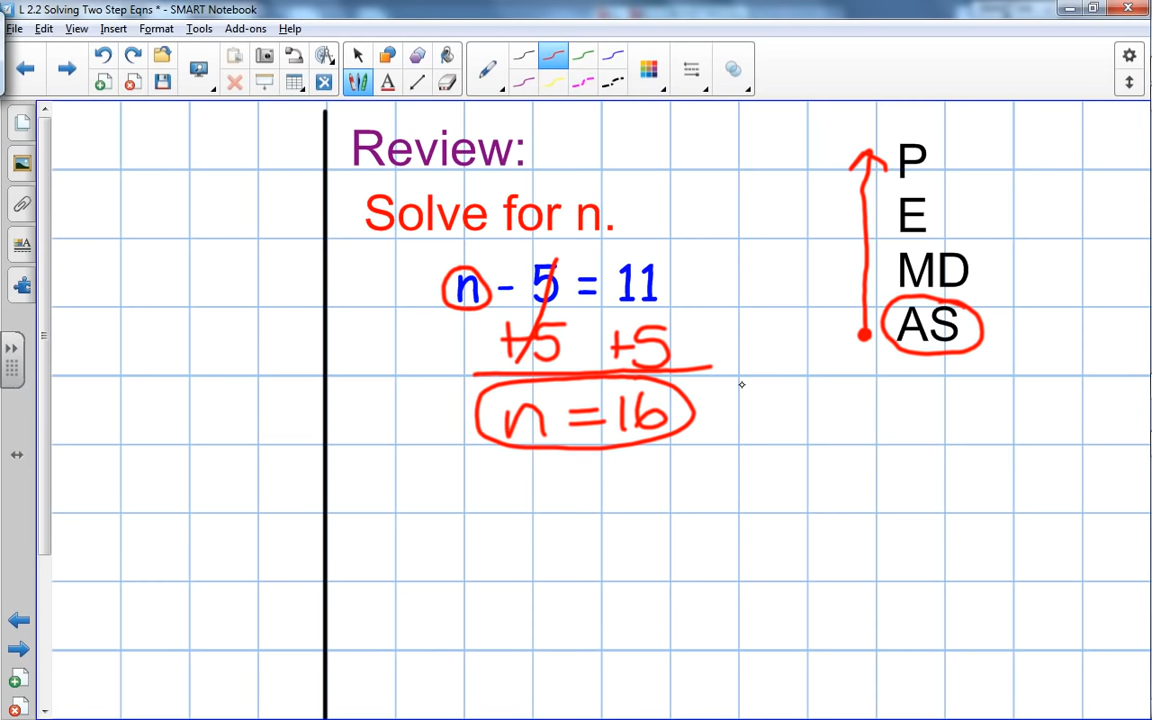 L 2.2 Solving Two Step Eqns * - SMART Notebook
File Edit View Insert Format Tools Add-ons Help
Review:
Solve for n.
n - 5 = 11
+5 +5
n = 16
P
E
MD
AS